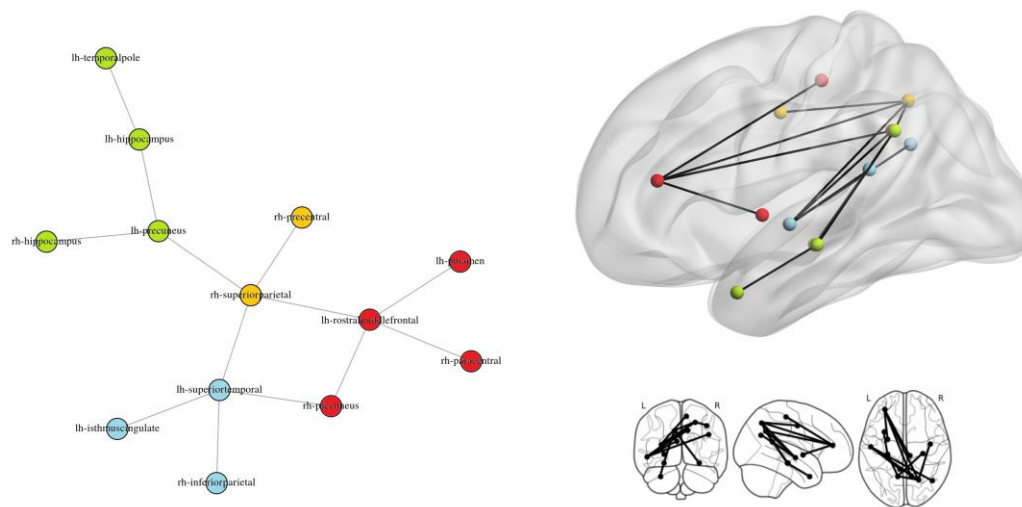 lh-temporalpole
lh-hippocampus
rh-precentral
lh-precuneus
rh-hippocampus
lh-putamen
rh-superiorparietal
lh-rostralmiddlefrontal
rh-paracentral
lh-superiortemporal
rh-precuneus
lh-isthmuscingulate
rh-inferiorparietal
L R
L R